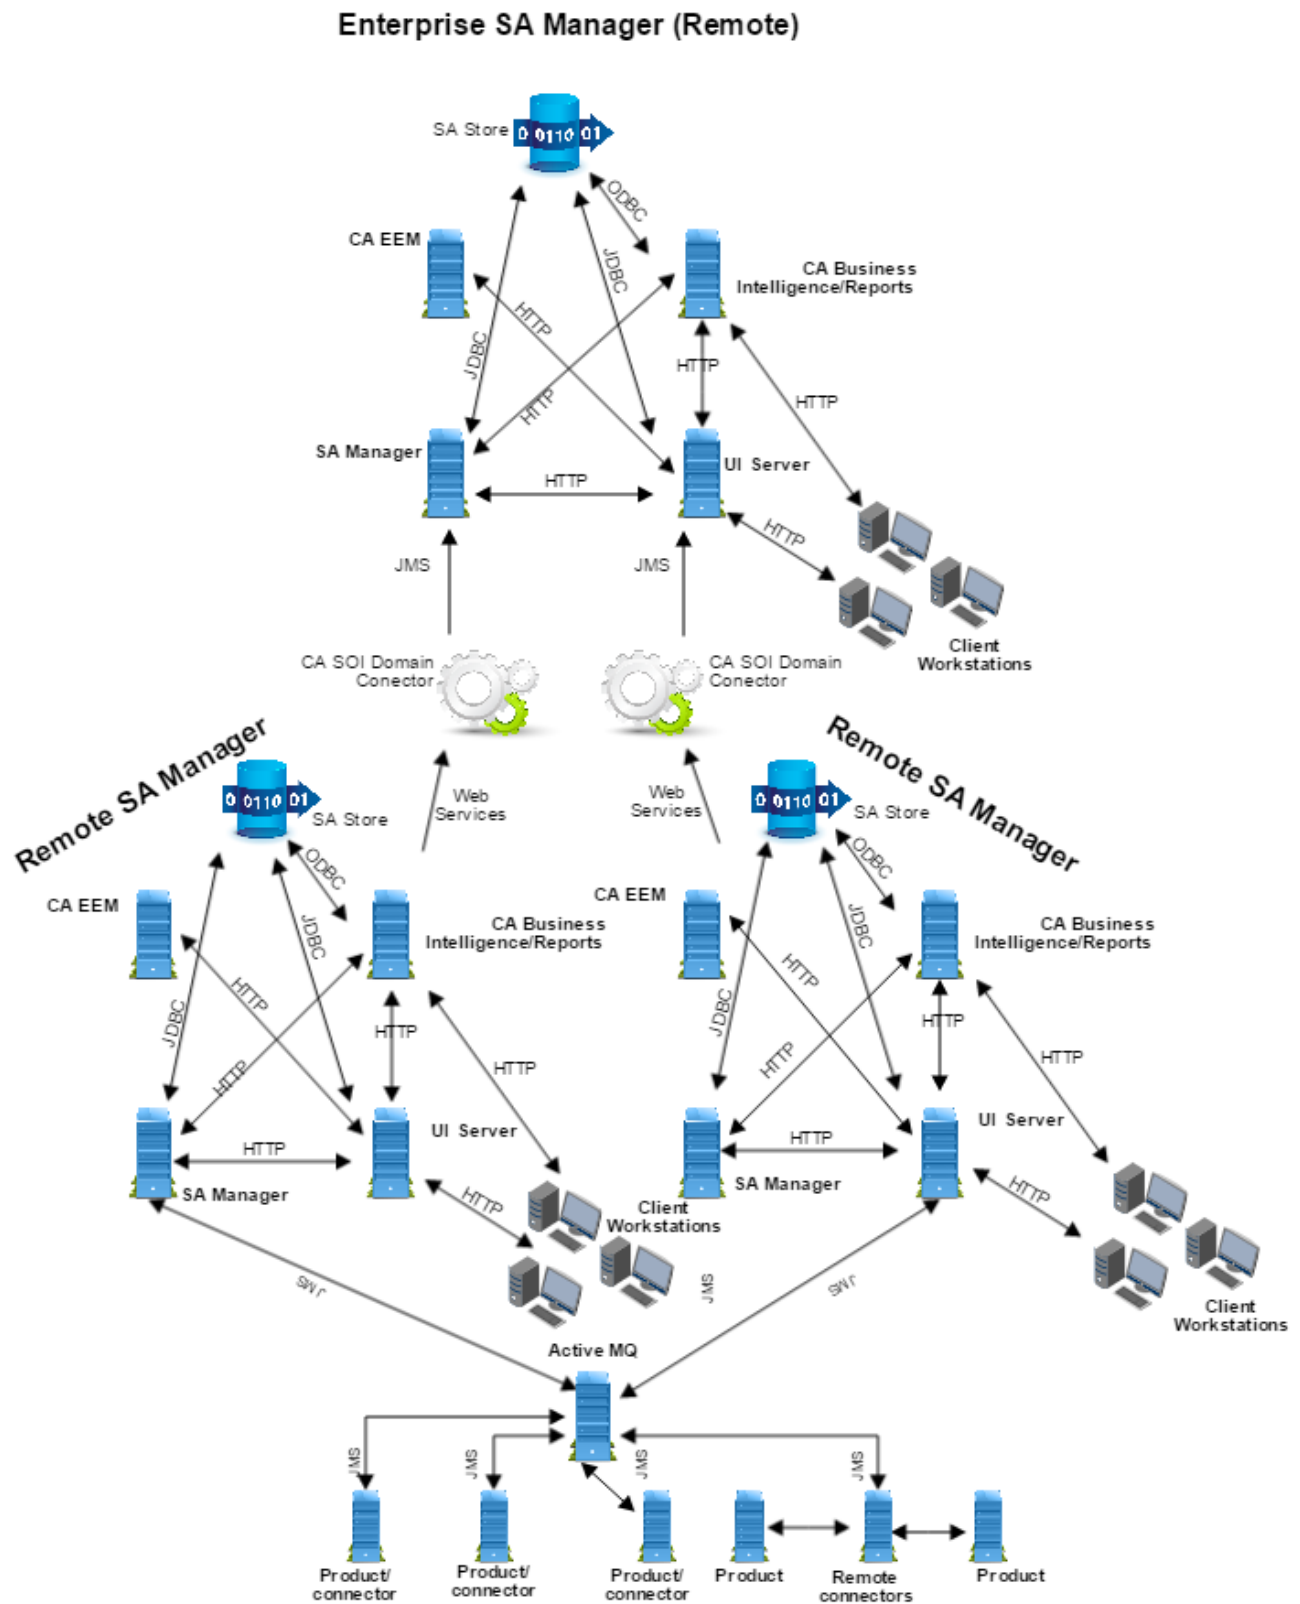 Enterprise SA Manager (Remote)
SA Store
0 0110 01
ODBC
CA EEM
JDBC
CA Business
Intelligence/Reports
HTTP
JDBC
HTTP
HTTP
HTTP
SA Manager
UI Server
HTTP
HTTP
JMS
JMS
Client
Workstations
CA SOI Domain
Conector
CA SOI Domain
Conector
Remote SA Manager
Remote SA Manager
Web
Services
Web
Services
0 0110 01
SA Store
0 0110 01
SA Store
ODBC
ODBC
CA EEM
CA EEM
JDBC
CA Business
Intelligence/Reports
JDBC
CA Business
Intelligence/Reports
HTTP
JDBC
HTTP
HTTP
HTTP
HTTP
JDBC
HTTP
HTTP
HTTP
UI Server
UI Server
HTTP
HTTP
SA Manager
SA Manager
HTTP
HTTP
Client
Workstations
JMS
JMS
JMS
Client
Workstations
Active MQ
JMS
JMS
JMS
JMS
Product/
connector
Product/
connector
Product/
connector
Product
Remote
connectors
Product